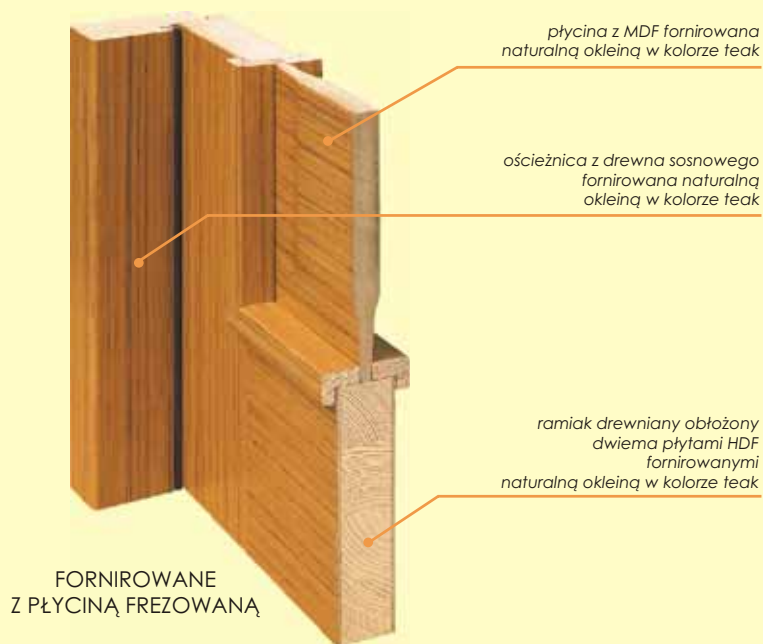 płycina z MDF fornirowana
naturalną okleiną w kolorze teak
ościeżnica z drewna sosnowego
fornirowana naturalną
okleiną w kolorze teak
ramiak drewniany obłożony
dwiema płytami HDF
fornirowanymi
naturalną okleiną w kolorze teak
FORNIROWANE
Z PŁYCINĄ FREZOWANĄ